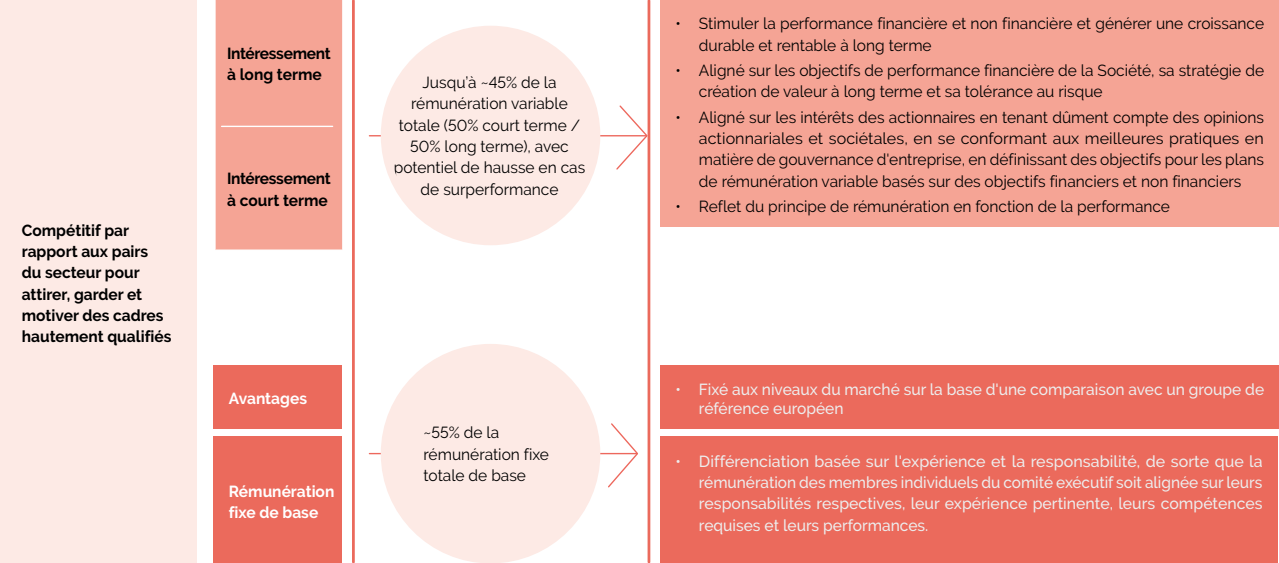 Compétitif par
rapport aux pairs
du secteur pour
attirer, garder et
motiver des cadres
hautement qualifiés
Intéressement
à long terme
Intéressement
à court terme
Jusqu'à ~45% de la
rémunération variable
totale (50% court terme /
50% long terme), avec
potentiel de hausse en cas
de surperformance
• Stimuler la performance financière et non financière et générer une croissance
durable et rentable à long terme
• Aligné sur les objectifs de performance financière de la Société, sa stratégie de
création de valeur à long terme et sa tolérance au risque
• Aligné sur les intérêts des actionnaires en tenant dûment compte des opinions
actionnariales et sociétales, en se conformant aux meilleures pratiques en
matière de gouvernance d'entreprise, en définissant des objectifs pour les plans
de rémunération variable basés sur des objectifs financiers et non financiers
• Reflet du principe de rémunération en fonction de la performance
Avantages
Rémunération
fixe de base
~55% de la
rémunération fixe
totale de base
• Fixé aux niveaux du marché sur la base d'une comparaison avec un groupe de
référence européen
• Différenciation basée sur l'expérience et la responsabilité, de sorte que la
rémunération des membres individuels du comité exécutif soit alignée sur leurs
responsabilités respectives, leur expérience pertinente, leurs compétences
requises et leurs performances.